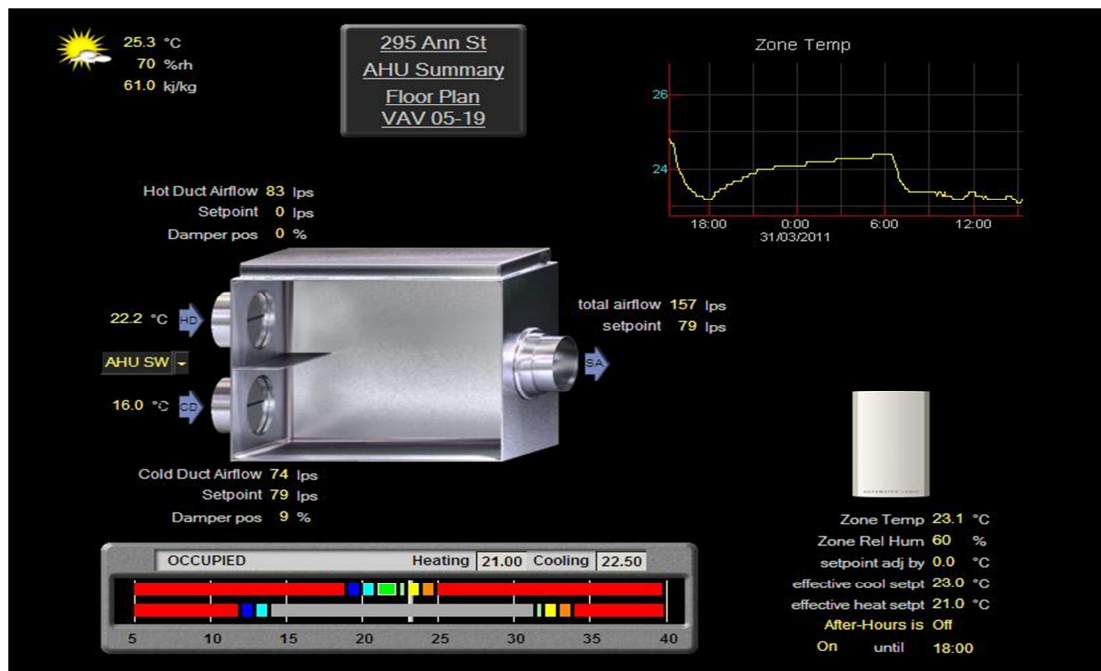 25.3 °C
70 %rh
61.0 kj/kg
295 Ann St
AHU Summary
Floor Plan
VAV 05-19
Zone Temp
26
24
18:00 0:00 6:00 12:00
31/03/2011
Hot Duct Airflow 83 lps
Setpoint 0 lps
Damper pos 0 %
22.2 °C HD
AHU SW
16.0 °C CD
SA
total airflow 157 lps
setpoint 79 lps
Cold Duct Airflow 74 lps
Setpoint 79 lps
Damper pos 9 %
OCCUPIED Heating 21.00 Cooling 22.50
5 10 15 20 25 30 35 40
AUTOMATED LOGIC
Zone Temp 23.1 °C
Zone Rel Hum 60 %
setpoint adj by 0.0 °C
effective cool setpt 23.0 °C
effective heat setpt 21.0 °C
After-Hours is Off
On until 18:00